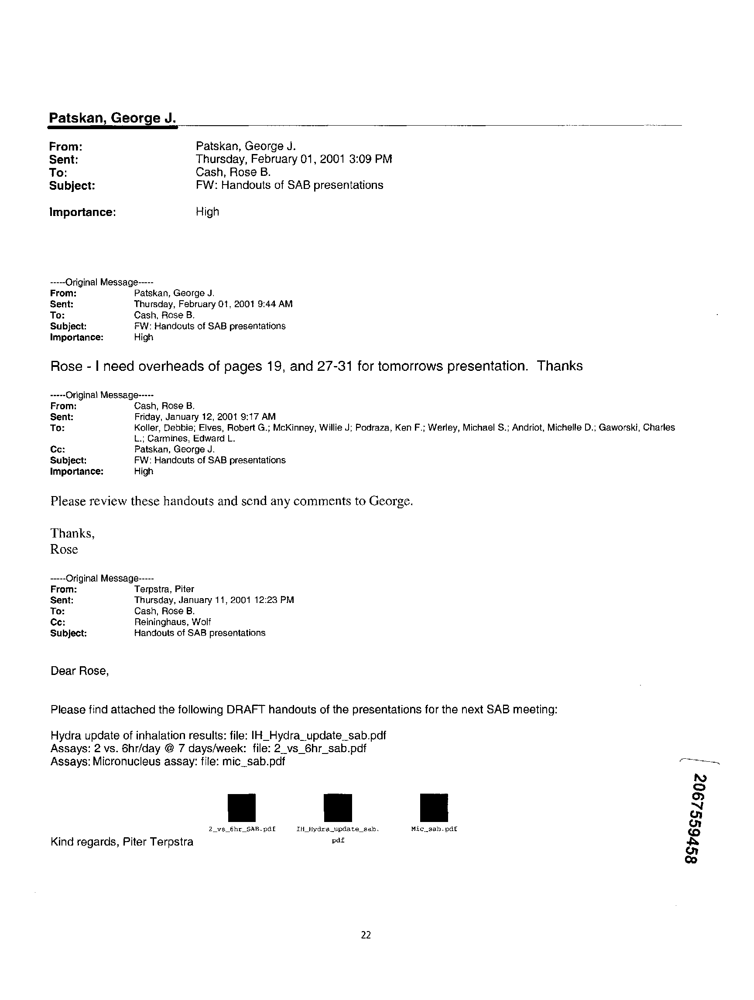 Patskan, George J.
From: Patskan, George J.
Sent: Thursday, February 01, 2001 3:09 PM
To: Cash, Rose B.
Subject: FW: Handouts of SAB presentations
Importance: High
-----Original Message-----
From: Patskan, George J.
Sent: Thursday, February 01, 2001 9:44 AM
To: Cash, Rose B.
Subject: FW: Handouts of SAB presentations
Importance: High
Rose - I need overheads of pages 19, and 27-31 for tomorrows presentation. Thanks
-----Original Message-----
From: Cash, Rose B.
Sent: Friday, January 12, 2001 9:17 AM
To: Koller, Debbie; Elves, Robert G.; McKinney, Willie J; Podraza, Ken F.; Werley, Michael S.; Andriot, Michelle D.; Gaworski, Charles
L.; Carmines, Edward L.
Cc: Patskan, George J.
Subject: FW: Handouts of SAB presentations
Importance: High
Please review these handouts and send any comments to George.
Thanks,
Rose
-----Original Message-----
From: Terpstra, Piter
Sent: Thursday, January 11, 2001 12:23 PM
To: Cash, Rose B.
Cc: Reininghaus, Wolf
Subject: Handouts of SAB presentations
Dear Rose,
Please find attached the following DRAFT handouts of the presentations for the next SAB meeting:
Hydra update of inhalation results: file: IH_Hydra_update_sab.pdf
Assays: 2 vs. 6hr/day @ 7 days/week: file: 2_vs_6hr_sab.pdf
Assays: Micronucleus assay: file: mic_sab.pdf
2_vs_6hr_SAB.pdf IH_Hydra_update_sab. Mic_sab.pdf
pdf
Kind regards, Piter Terpstra
2067559458
22